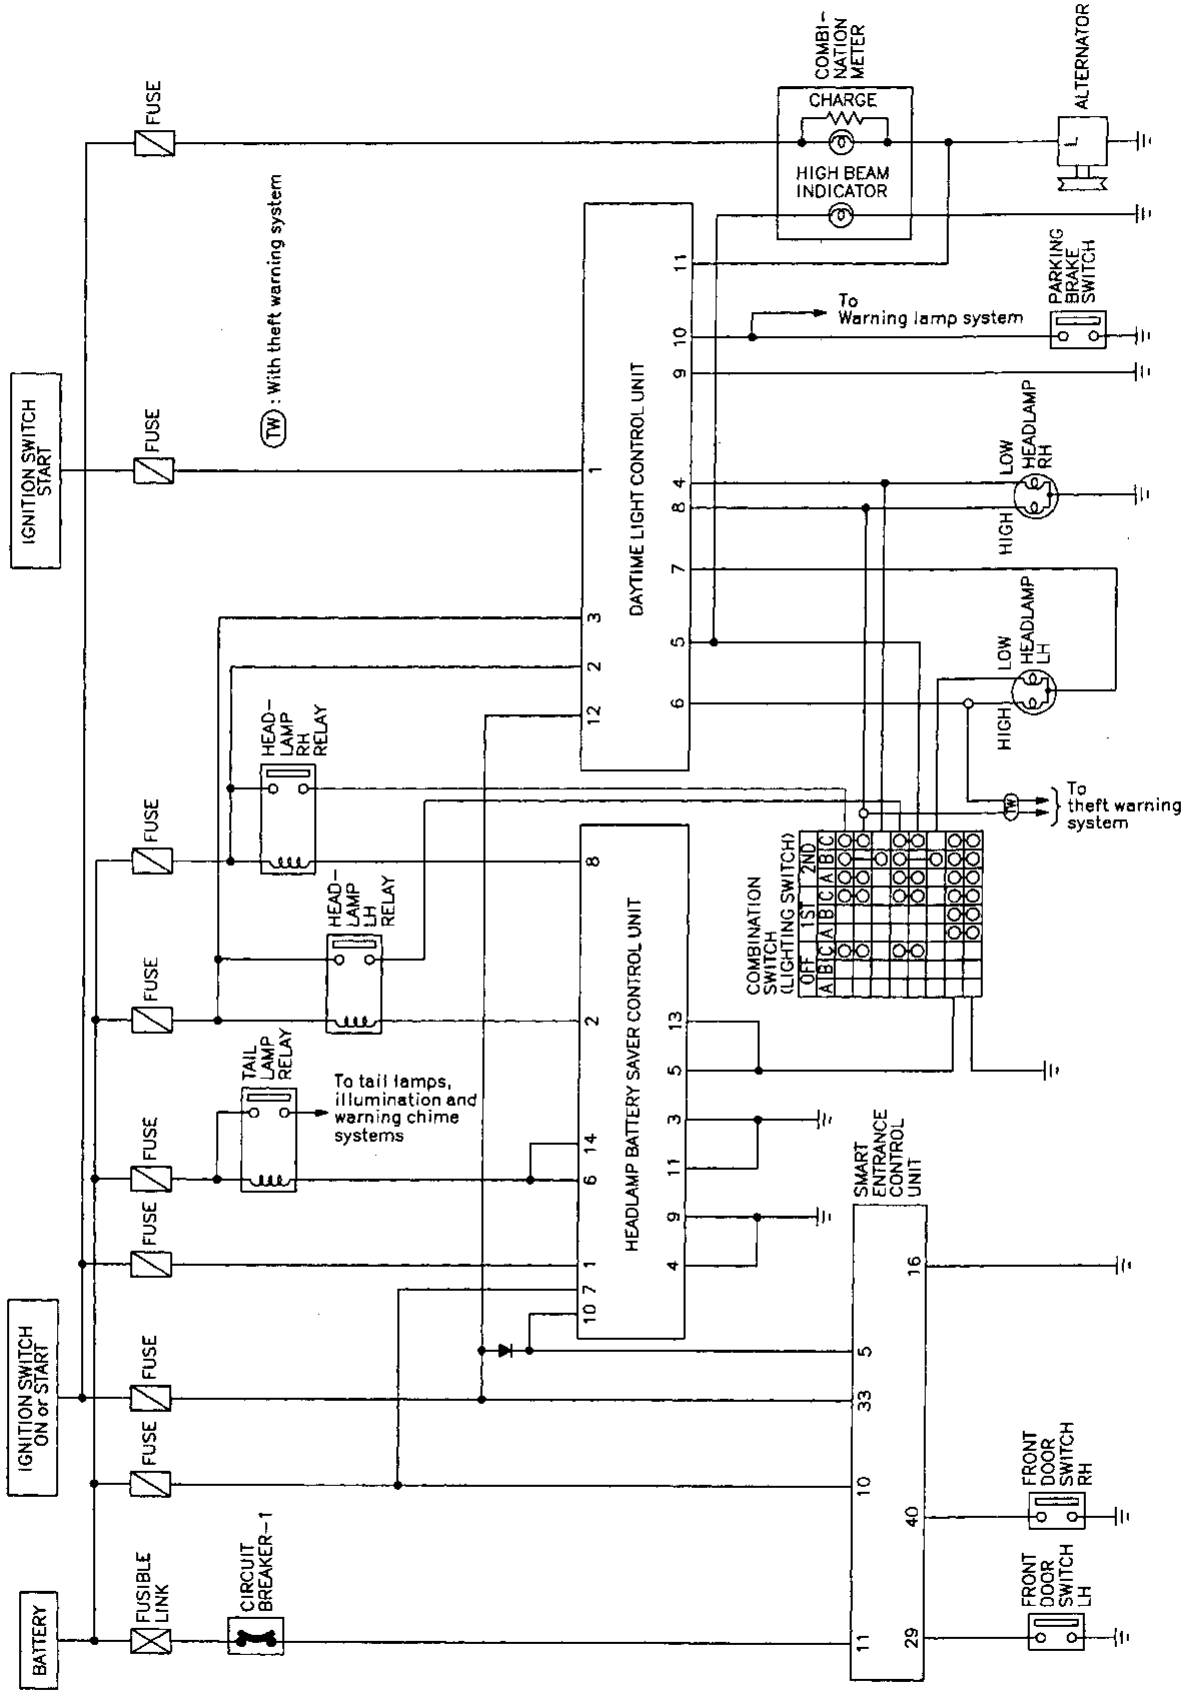 BATTERY
IGNITION SWITCH
ON or START
IGNITION SWITCH
START
FUSIBLE
LINK
FUSE
FUSE
FUSE
FUSE
FUSE
FUSE
FUSE
FUSE
CIRCUIT
BREAKER-1
TAIL
LAMP
RELAY
To tail lamps,
illumination and
warning chime
systems
HEAD-
LAMP
LH
RELAY
HEAD-
LAMP
RH
RELAY
TW : With theft warning system
10 7 1 6 14 2 8
HEADLAMP BATTERY SAVER CONTROL UNIT
4 9 11 3 5 13
12 2 3 1
DAYTIME LIGHT CONTROL UNIT
6 5 7 8 4 9 10 11
COMBI-
NATION
METER
CHARGE
HIGH BEAM
INDICATOR
COMBINATION
SWITCH
(LIGHTING SWITCH)
OFF 1ST 2ND
A B C A B C A B C
To
Warning lamp system
11 10 33 5
SMART
ENTRANCE
CONTROL
UNIT
29 40 16
TW
To
theft warning
system
HIGH LOW
HEADLAMP
LH
HIGH LOW
HEADLAMP
RH
PARKING
BRAKE
SWITCH
L
ALTERNATOR
FRONT
DOOR
SWITCH
LH
FRONT
DOOR
SWITCH
RH